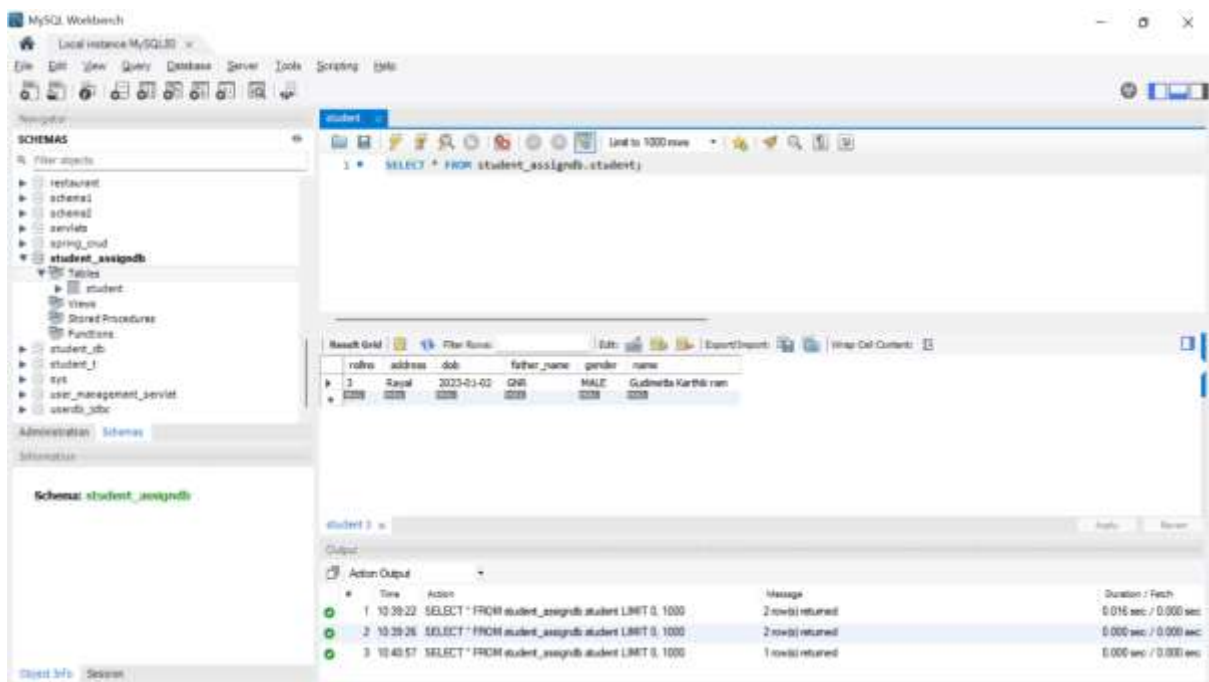 MySQL Workbench
Local instance MySQL80
File Edit View Query Database Server Tools Scripting Help
Navigator
SCHEMAS
Filter objects
restaurant
schema1
schema2
servlets
spring_crud
student_assigndb
Tables
student
Views
Stored Procedures
Functions
student_db
student_t
sys
user_management_servlet
userdb_jdbc
Administration Schemas
Information
Schema: student_assigndb
Object Info Session
student
Limit to 1000 rows
1 SELECT * FROM student_assigndb.student;
Result Grid Filter Rows: Edit: Export/Import: Wrap Cell Content:
rollno address dob father_name gender name
3 Rayal 2023-01-02 GNR MALE Gudimetla Karthik ram
NULL NULL NULL NULL NULL NULL
student 3 Apply Revert
Output
Action Output
# Time Action Message Duration / Fetch
1 10:39:22 SELECT * FROM student_assigndb.student LIMIT 0, 1000 2 row(s) returned 0.016 sec / 0.000 sec
2 10:39:26 SELECT * FROM student_assigndb.student LIMIT 0, 1000 2 row(s) returned 0.000 sec / 0.000 sec
3 10:40:57 SELECT * FROM student_assigndb.student LIMIT 0, 1000 1 row(s) returned 0.000 sec / 0.000 sec